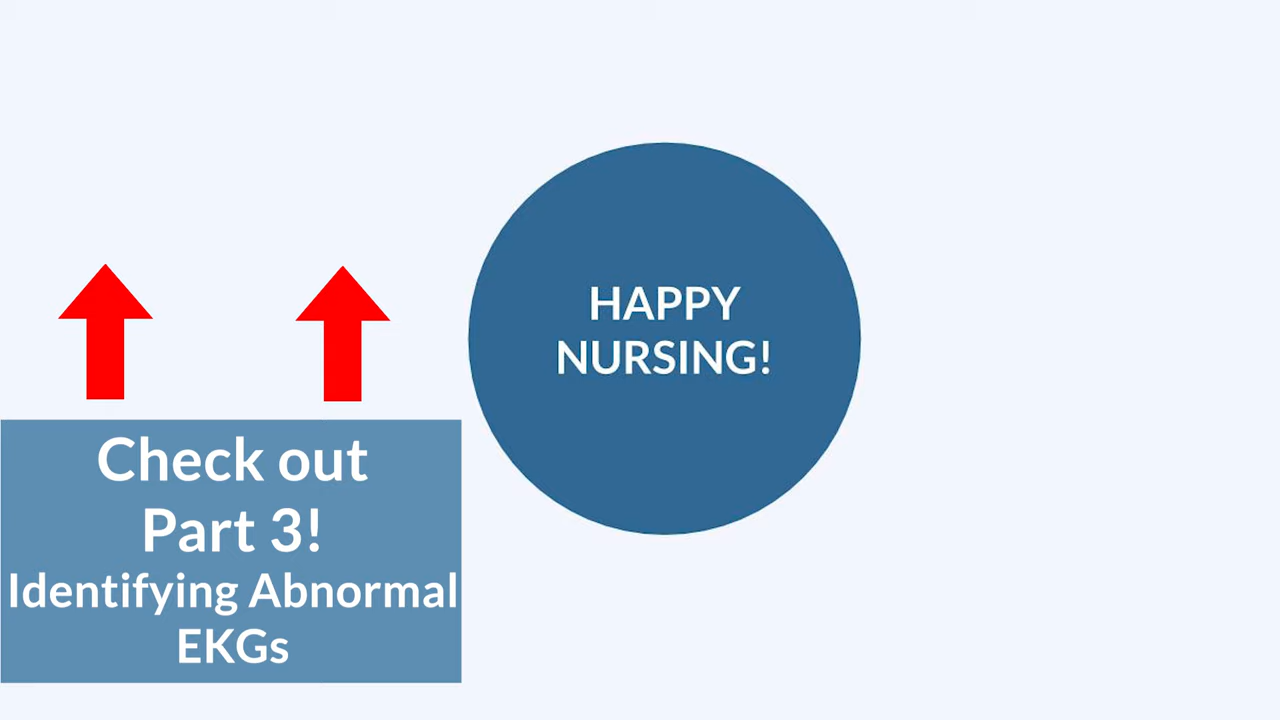 HAPPY
NURSING!
Check out
Part 3!
Identifying Abnormal
EKGs